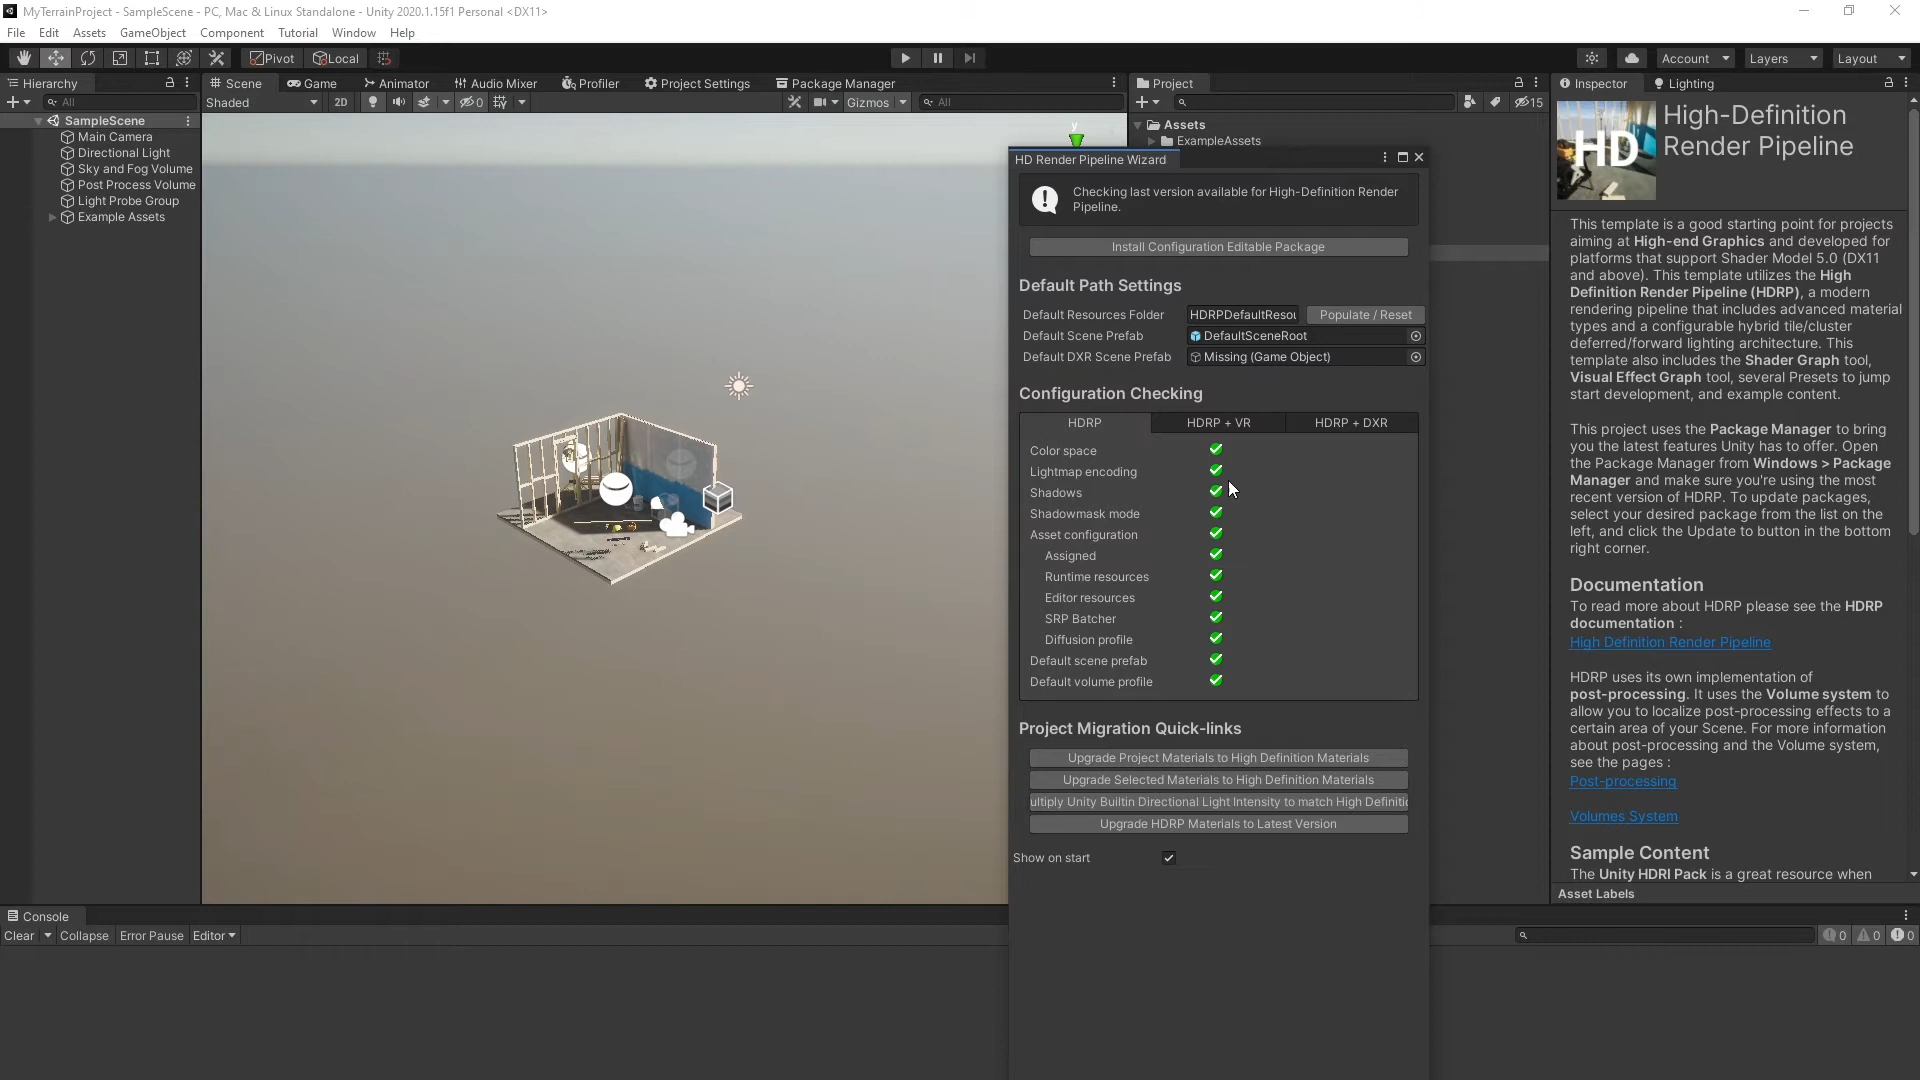 MyTerrainProject - SampleScene - PC, Mac & Linux Standalone - Unity 2020.1.15f1 Personal <DX11>
File Edit Assets GameObject Component Tutorial Window Help
Pivot Local Account Layers Layout
Hierarchy
All
SampleScene
Main Camera
Directional Light
Sky and Fog Volume
Post Process Volume
Light Probe Group
Example Assets
Scene Game Animator Audio Mixer Profiler Project Settings Package Manager
Shaded 2D 0 Gizmos All
y
Project
15
Assets
ExampleAssets
HD Render Pipeline Wizard
Checking last version available for High-Definition Render
Pipeline.
Install Configuration Editable Package
Default Path Settings
Default Resources Folder HDRPDefaultResou Populate / Reset
Default Scene Prefab DefaultSceneRoot
Default DXR Scene Prefab Missing (Game Object)
Configuration Checking
HDRP HDRP + VR HDRP + DXR
Color space
Lightmap encoding
Shadows
Shadowmask mode
Asset configuration
Assigned
Runtime resources
Editor resources
SRP Batcher
Diffusion profile
Default scene prefab
Default volume profile
Project Migration Quick-links
Upgrade Project Materials to High Definition Materials
Upgrade Selected Materials to High Definition Materials
ultiply Unity Builtin Directional Light Intensity to match High Definitic
Upgrade HDRP Materials to Latest Version
Show on start
Inspector Lighting
HD
High-Definition
Render Pipeline
This template is a good starting point for projects
aiming at High-end Graphics and developed for
platforms that support Shader Model 5.0 (DX11
and above). This template utilizes the High
Definition Render Pipeline (HDRP), a modern
rendering pipeline that includes advanced material
types and a configurable hybrid tile/cluster
deferred/forward lighting architecture. This
template also includes the Shader Graph tool,
Visual Effect Graph tool, several Presets to jump
start development, and example content.
This project uses the Package Manager to bring
you the latest features Unity has to offer. Open
the Package Manager from Windows > Package
Manager and make sure you're using the most
recent version of HDRP. To update packages,
select your desired package from the list on the
left, and click the Update to button in the bottom
right corner.
Documentation
To read more about HDRP please see the HDRP
documentation :
High Definition Render Pipeline
HDRP uses its own implementation of
post-processing. It uses the Volume system to
allow you to localize post-processing effects to a
certain area of your Scene. For more information
about post-processing and the Volume system,
see the pages :
Post-processing
Volumes System
Sample Content
The Unity HDRI Pack is a great resource when
Asset Labels
Console
Clear Collapse Error Pause Editor
0 0 0